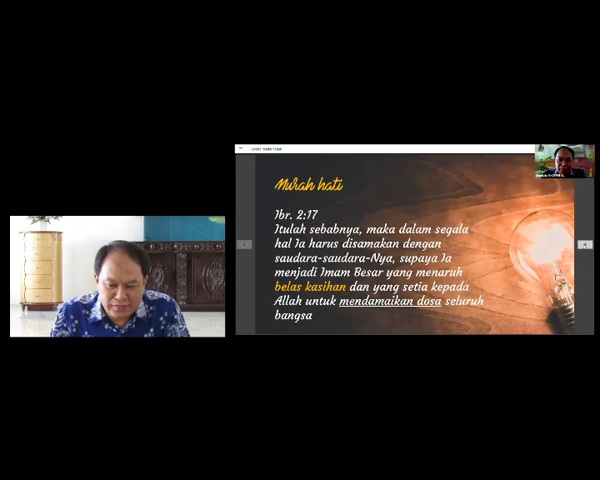 Murah hati
Ibr. 2:17
Itulah sebabnya, maka dalam segala
hal Ia harus disamakan dengan
saudara-saudara-Nya, supaya Ia
menjadi Imam Besar yang menaruh
belas kasihan dan yang setia kepada
Allah untuk mendamaikan dosa seluruh
bangsa